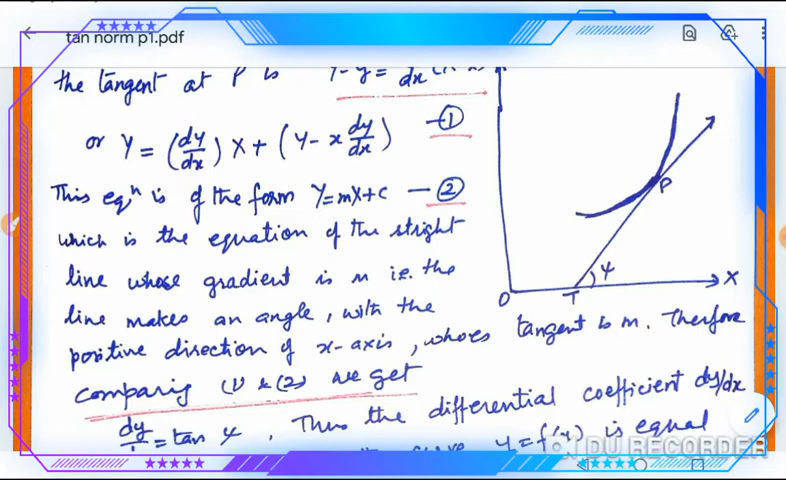 tan norm p1.pdf
the tangent at P is Y-y=
dx
or Y = (dy/dx) X + (y - x dy/dx) —①
This eqⁿ is of the form Y=mX+c —②
which is the equation of the stright
line whose gradient is m i.e. the
line makes an angle, with the
positive direction of x-axis, whoes tangent is m. Therefore
comparing (1) & (2) we get
dy = tan ψ, Thus the differential coefficient dy/dx
curve y=f(x) is equal
P
ψ
O T X
DU RECORDER